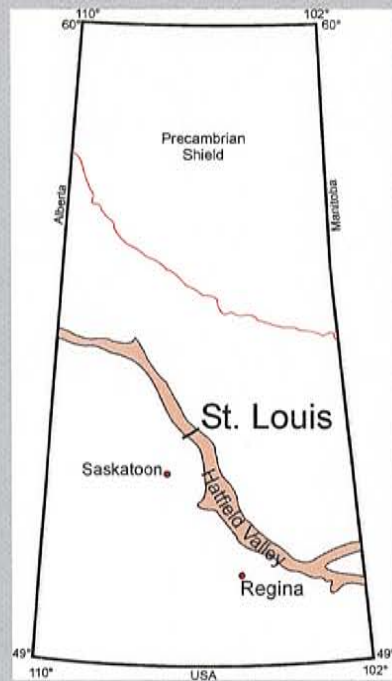 110°
102°
60°
60°
Precambrian
Shield
Alberta
Manitoba
St. Louis
Saskatoon
Hatfield Valley
Regina
49°
49°
110°
USA
102°